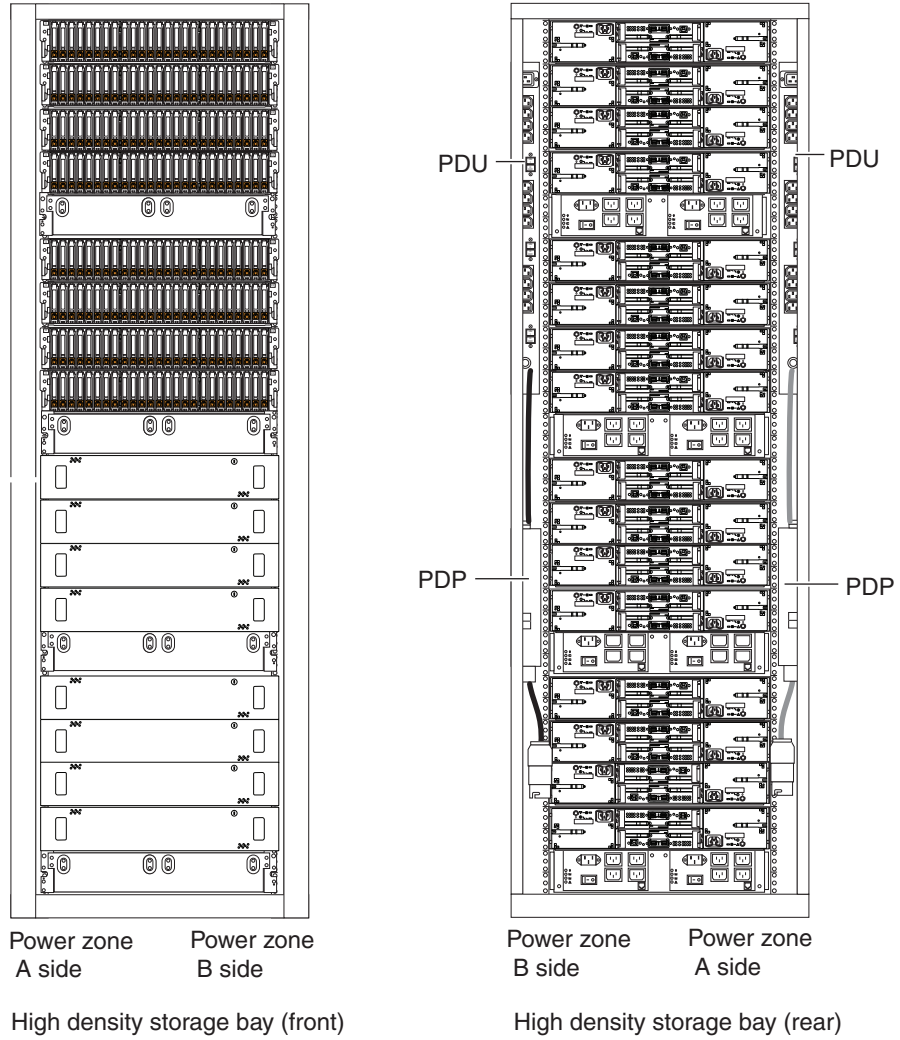 PDU
PDU
PDP
PDP
Power zone
A side
Power zone
B side
Power zone
B side
Power zone
A side
High density storage bay (front)
High density storage bay (rear)